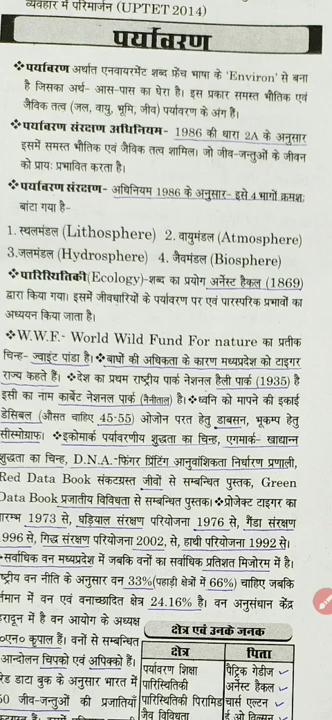 व्यवहार में परिमार्जन (UPTET 2014)
पर्यावरण
❖पर्यावरण अर्थात एनवायरमेंट शब्द फ्रेंच भाषा के 'Environ' से बना
है जिसका अर्थ- आस-पास का घेरा है। इस प्रकार समस्त भौतिक एवं
जैविक तत्व (जल, वायु, भूमि, जीव) पर्यावरण के अंग हैं।
❖पर्यावरण संरक्षण अधिनियम- 1986 की धारा 2A के अनुसार
इसमें समस्त भौतिक एवं जैविक तत्व शामिल। जो जीव-जन्तुओं के जीवन
को प्रायः प्रभावित करता है।
❖पर्यावरण संरक्षण- अधिनियम 1986 के अनुसार- इसे 4 भागों क्रमशः
बांटा गया है-
1. स्थलमंडल (Lithosphere) 2. वायुमंडल (Atmosphere)
3.जलमंडल (Hydrosphere) 4. जैवमंडल (Biosphere)
❖पारिस्थितिकी (Ecology)-शब्द का प्रयोग अर्नेस्ट हैकल (1869)
द्वारा किया गया। इसमें जीवधारियों के पर्यावरण पर एवं पारस्परिक प्रभावों का
अध्ययन किया जाता है।
❖W.W.F.- World Wild Fund For nature का प्रतीक
चिन्ह- ज्वाइंट पांडा है। ❖बाघों की अधिकता के कारण मध्यप्रदेश को टाइगर
राज्य कहते हैं। ❖देश का प्रथम राष्ट्रीय पार्क नेशनल हैली पार्क (1935) है
इसी का नाम कार्बेट नेशनल पार्क (नैनीताल) है। ❖ध्वनि को मापने की इकाई
डेसिबल (औसत चाहिए 45-55) ओजोन परत हेतु डाबसन, भूकम्प हेतु
सीस्मोग्राफ। ❖इकोमार्क पर्यावरणीय शुद्धता का चिन्ह, एगमार्क- खाद्यान्न
शुद्धता का चिन्ह, D.N.A.-फिंगर प्रिंटिंग आनुवांशिकता निर्धारण प्रणाली,
Red Data Book संकटग्रस्त जीवों से सम्बन्धित पुस्तक, Green
Data Book प्रजातीय विविधता से सम्बन्धित पुस्तक। ❖प्रोजेक्ट टाइगर का
रम्भ 1973 से, घड़ियाल संरक्षण परियोजना 1976 से, गैंडा संरक्षण
996 से, गिद्ध संरक्षण परियोजना 2002, से, हाथी परियोजना 1992 से।
सर्वाधिक वन मध्यप्रदेश में जबकि वनों का सर्वाधिक प्रतिशत मिजोरम में है।
ष्ट्रीय वन नीति के अनुसार वन 33%(पहाड़ी क्षेत्रों में 66%) चाहिए जबकि
र्तमान में वन एवं वनाच्छादित क्षेत्र 24.16% है। वन अनुसंधान केंद्र
हरादून में है वन आयोग के अध्यक्ष
०एन० कृपाल हैं। वनों से सम्बन्धित
आन्दोलन चिपको एवं अपिक्को हैं।
रेड डाटा बुक के अनुसार भारत में
50 जीव-जन्तुओं की प्रजातियाँ
क्षेत्र एवं उनके जनक
क्षेत्र पिता
पर्यावरण शिक्षा पैट्रिक गेडीज
पारिस्थितिकी अर्नेस्ट हैकल
पारिस्थितिकी पिरामिड चार्स एल्टन
जैव विविधता